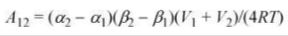 A₁₂ = (α₂ − α₁)(β₂ − β₁)(V₁ + V₂)/(4RT)